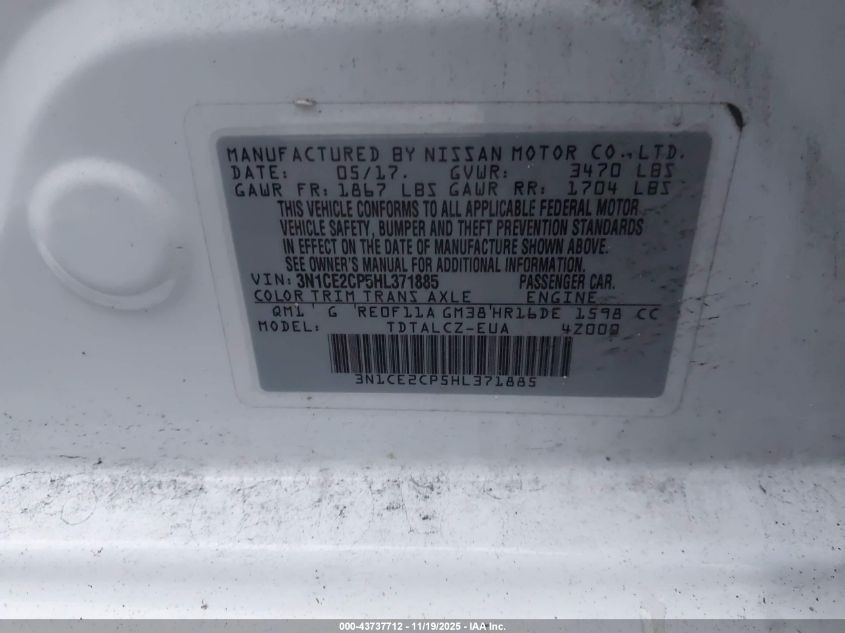 MANUFACTURED BY NISSAN MOTOR CO., LTD.
DATE: 05/17. GVWR: 3470 LBS
GAWR FR: 1867 LBS GAWR RR: 1704 LBS
THIS VEHICLE CONFORMS TO ALL APPLICABLE FEDERAL MOTOR
VEHICLE SAFETY, BUMPER AND THEFT PREVENTION STANDARDS
IN EFFECT ON THE DATE OF MANUFACTURE SHOWN ABOVE.
SEE OWNER'S MANUAL FOR ADDITIONAL INFORMATION.
VIN: 3N1CE2CP5HL371885 PASSENGER CAR.
COLOR TRIM TRANS AXLE ENGINE
QM1 G RE0F11A GM38 HR16DE 1598 CC
MODEL: TDTALCZ-EUA 4Z000
3N1CE2CP5HL371885
000-43737712 - 11/19/2025 - IAA Inc.